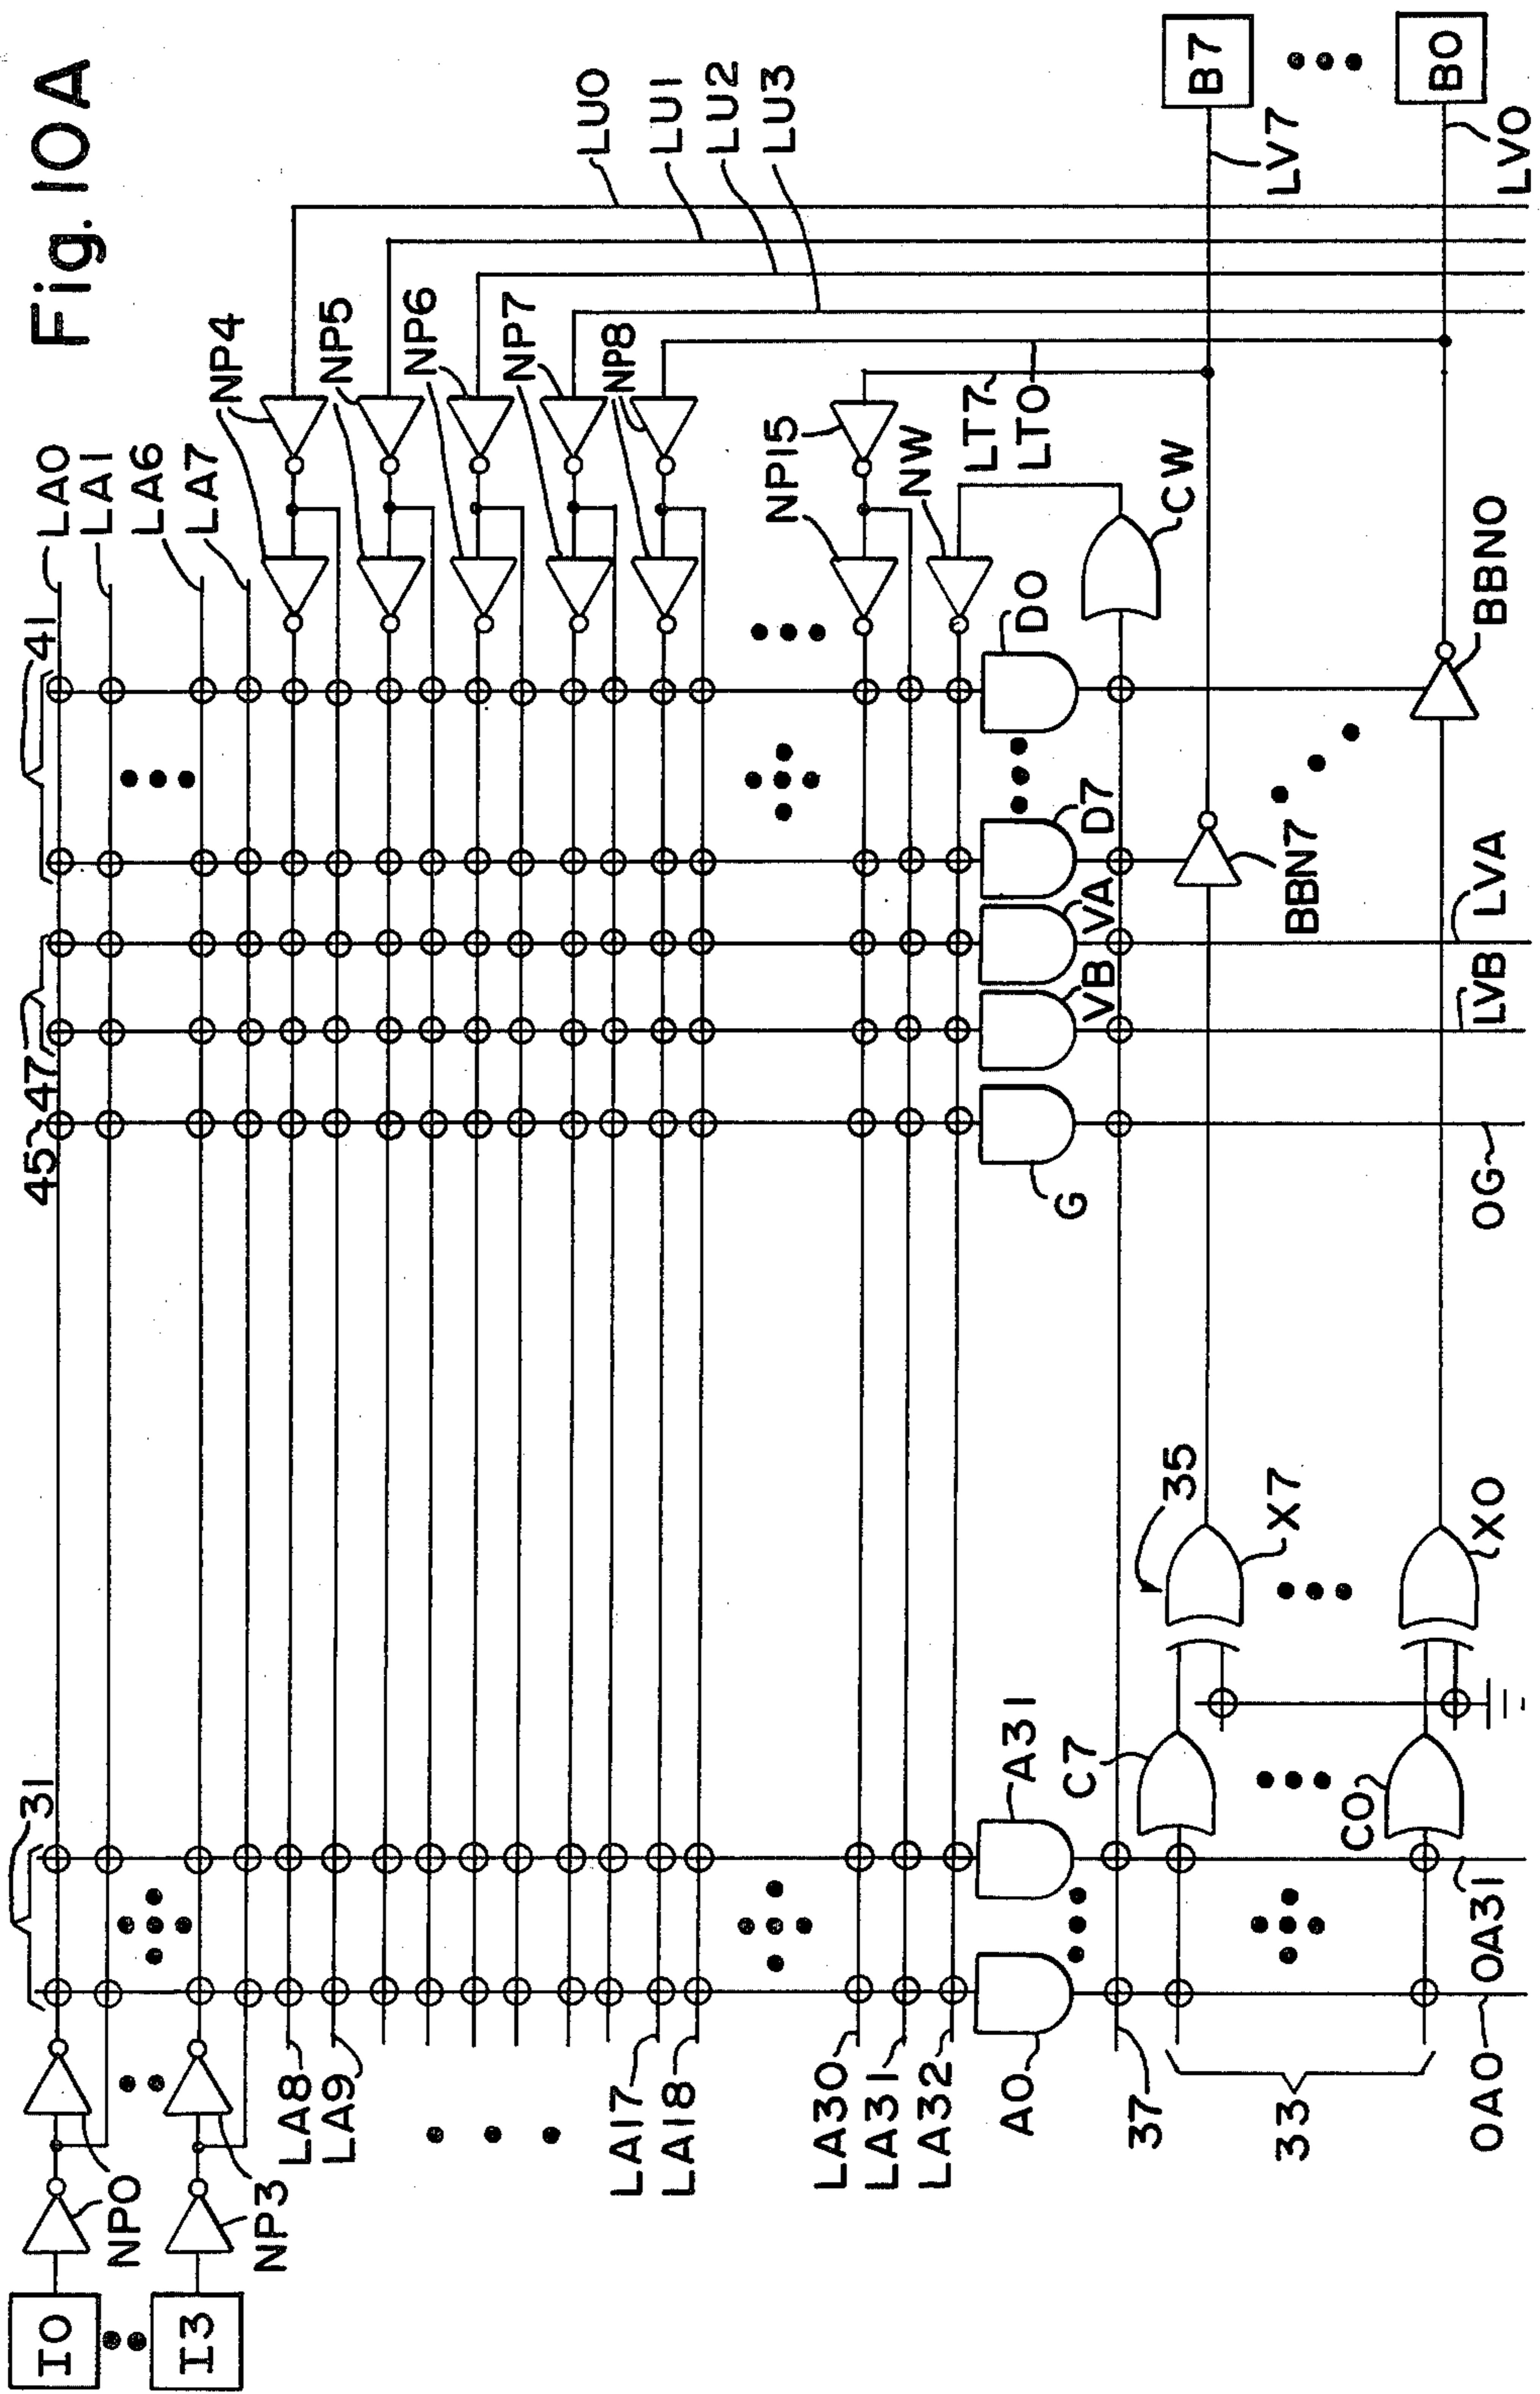 Fig. 10A
LA0
LA1
LA6
LA7
41
47
45
31
NP4
NP5
NP6
NP7
NP8
LU0
LU1
LU2
LU3
I0
NP0
I3
NP3
LA8
LA9
LA17
LA18
LA30
LA31
LA32
NP15
NW
LT7
LT0
CW
D0
D7
VA
VB
G
A31
A0
37
33
C7
C0
35
X7
X0
BBN7
BBN0
B7
B0
LV7
LV0
LVA
LVB
OG
OA31
OA0